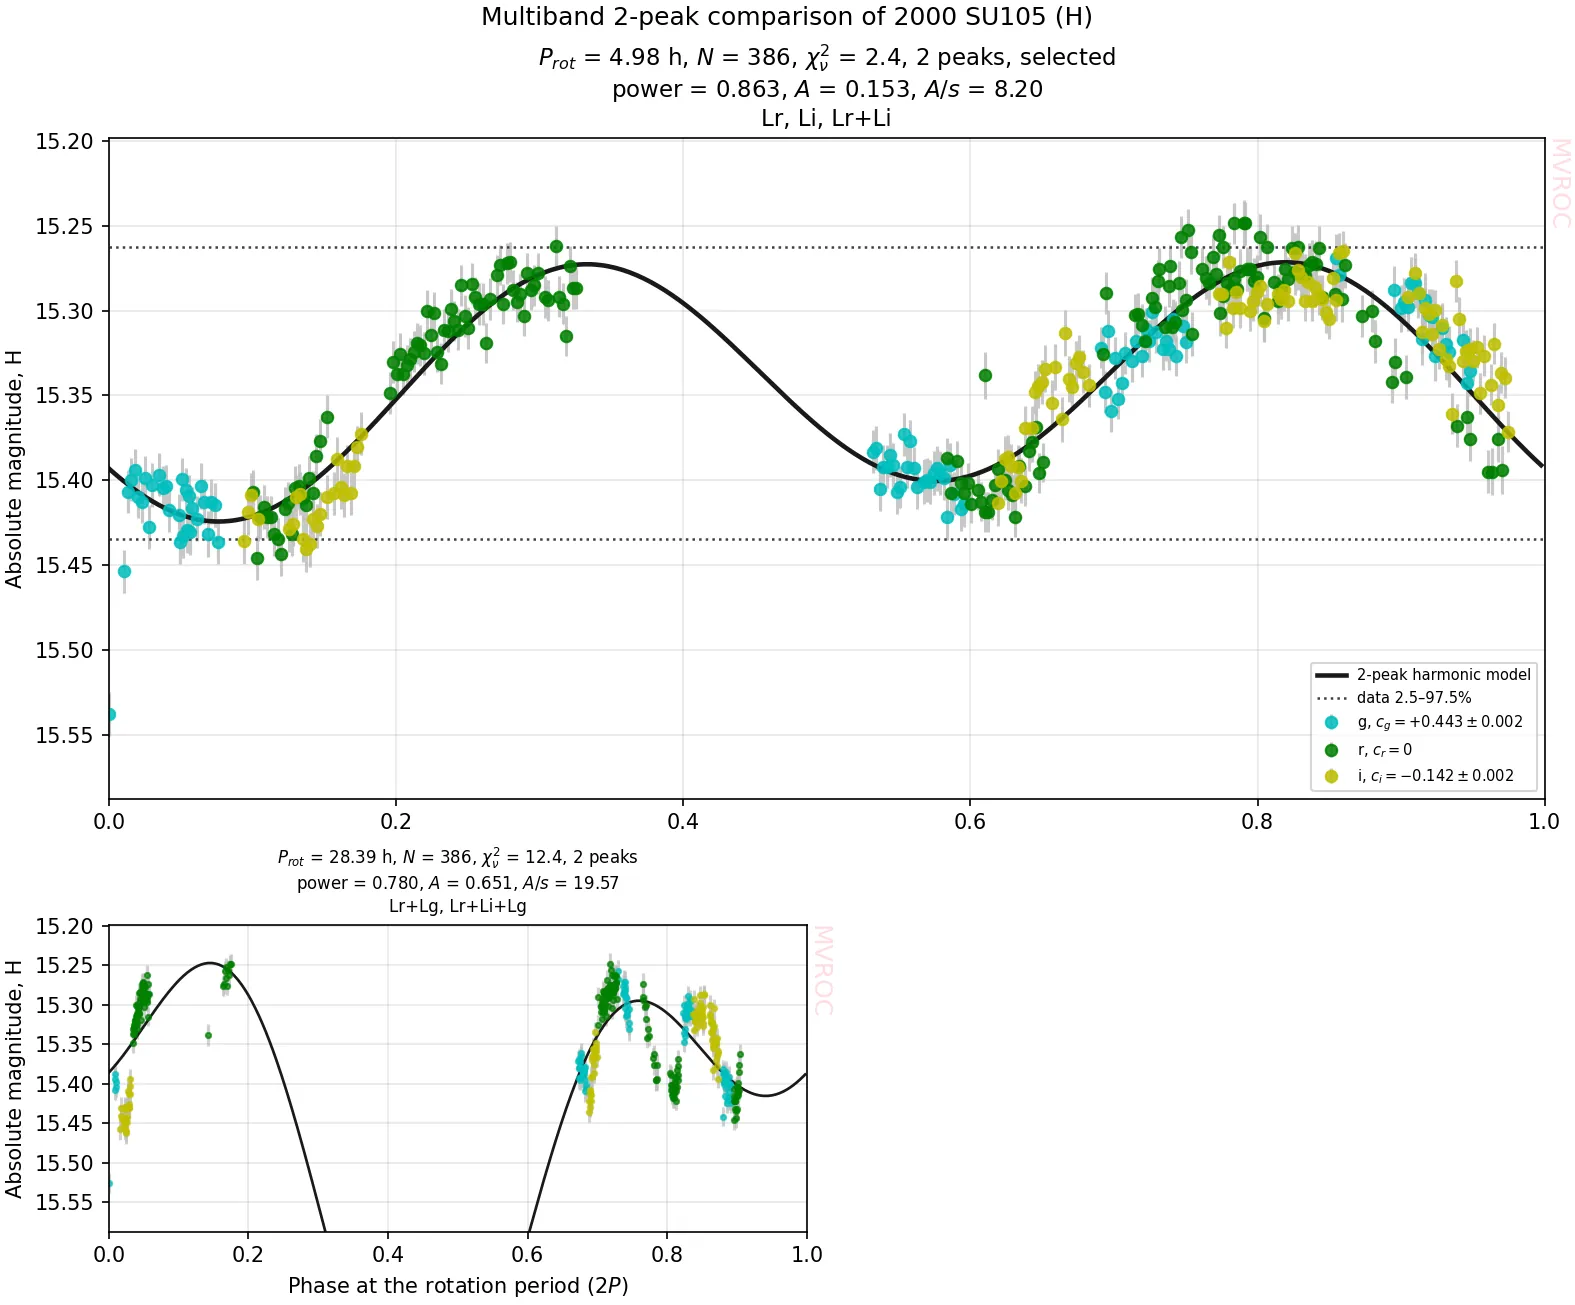 Multiband 2-peak comparison of 2000 SU105 (H)
P_rot = 4.98 h, N = 386, χ²_ν = 2.4, 2 peaks, selected
power = 0.863, A = 0.153, A/s = 8.20
Lr, Li, Lr+Li
MVROC
Absolute magnitude, H
15.20
15.25
15.30
15.35
15.40
15.45
15.50
15.55
2-peak harmonic model
data 2.5–97.5%
g, c_g = +0.443 ± 0.002
r, c_r = 0
i, c_i = −0.142 ± 0.002
0.0 0.2 0.4 0.6 0.8 1.0
P_rot = 28.39 h, N = 386, χ²_ν = 12.4, 2 peaks
power = 0.780, A = 0.651, A/s = 19.57
Lr+Lg, Lr+Li+Lg
MVROC
Absolute magnitude, H
15.20
15.25
15.30
15.35
15.40
15.45
15.50
15.55
0.0 0.2 0.4 0.6 0.8 1.0
Phase at the rotation period (2P)